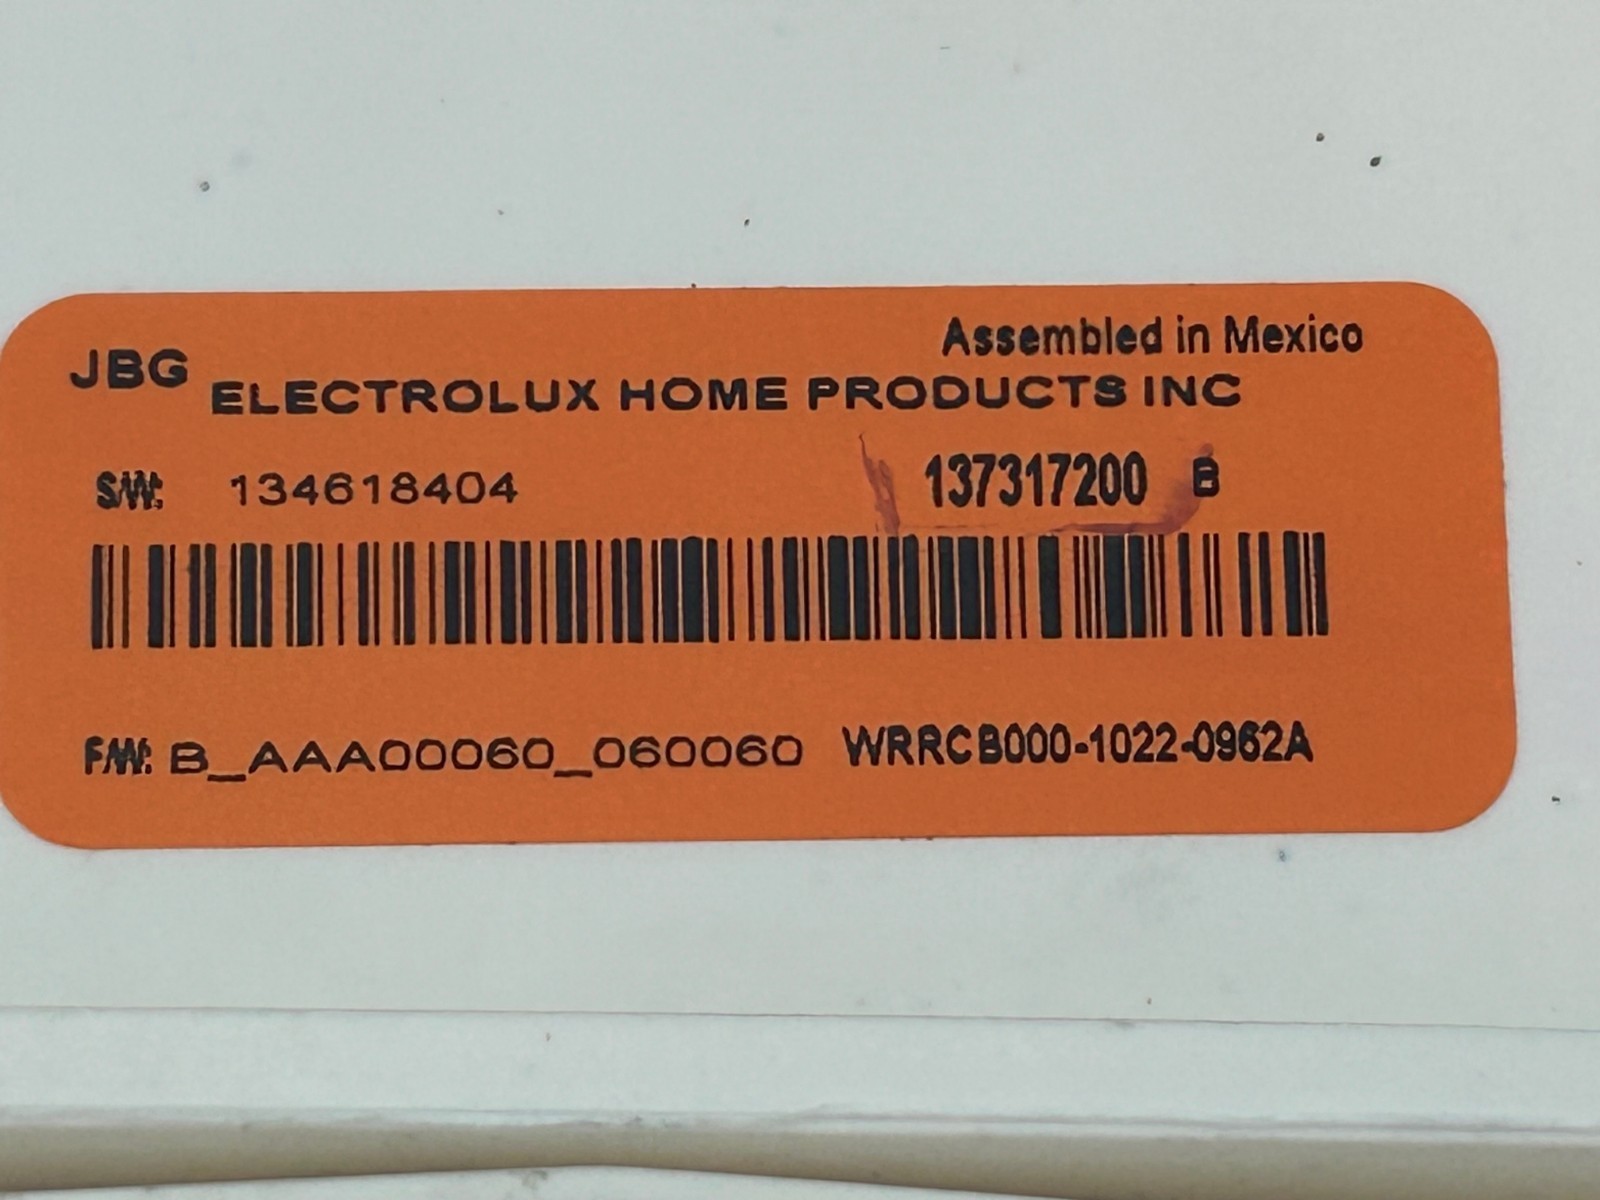 Assembled in Mexico
JBG
ELECTROLUX HOME PRODUCTS INC
S/W: 134618404 137317200 B
F/W: B_AAA00060_060060 WRRCB000-1022-0962A